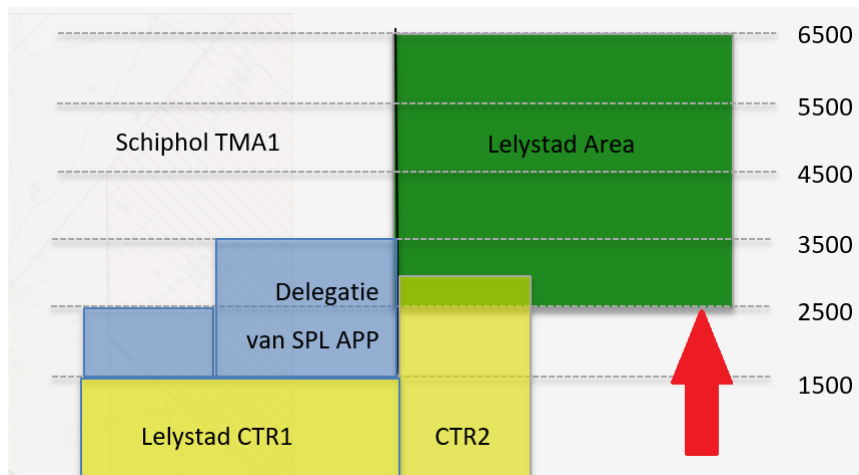 6500
5500
Schiphol TMA1
Lelystad Area
4500
3500
Delegatie
van SPL APP
2500
1500
Lelystad CTR1
CTR2